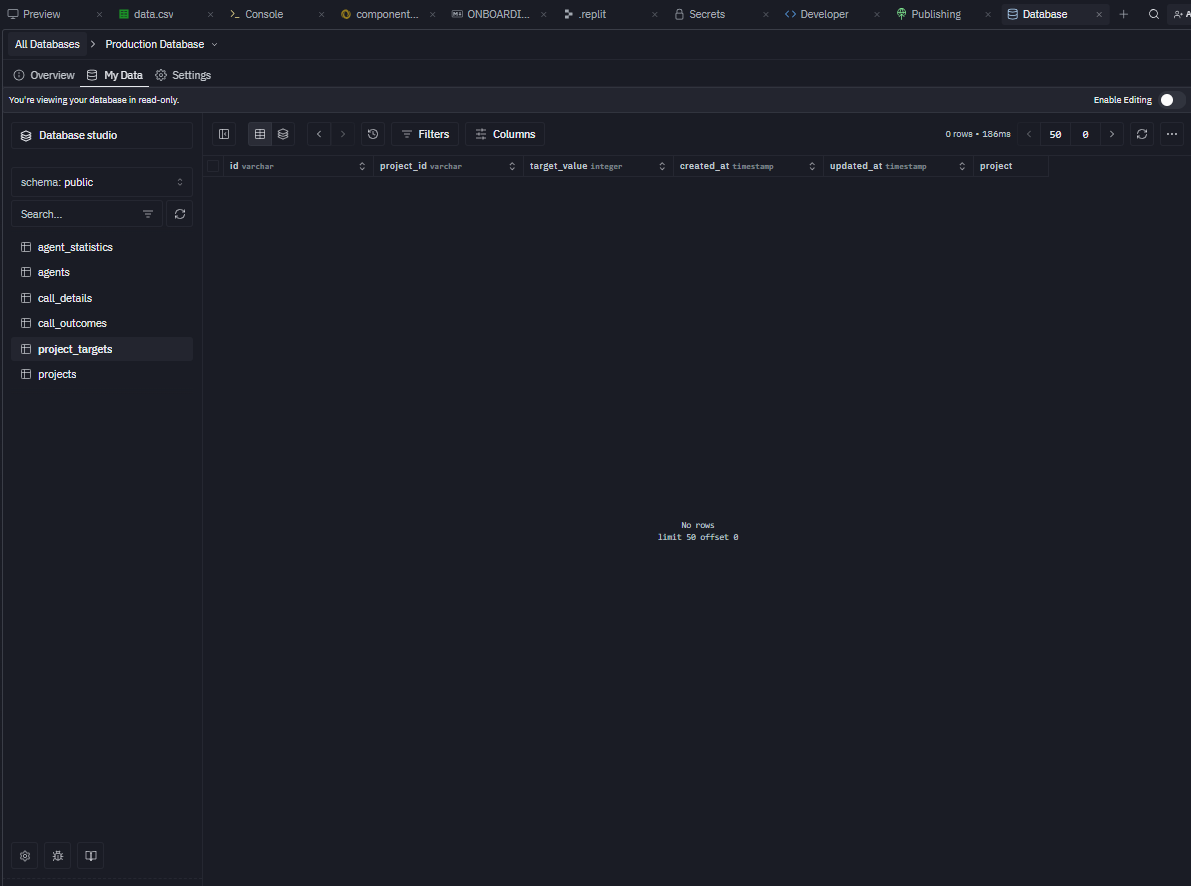 Preview data.csv Console component... ONBOARDI... .replit Secrets Developer Publishing Database
All Databases Production Database
Overview My Data Settings
You're viewing your database in read-only. Enable Editing
Database studio
Filters Columns 0 rows • 186ms 50 0
id varchar project_id varchar target_value integer created_at timestamp updated_at timestamp project
schema: public
Search...
agent_statistics
agents
call_details
call_outcomes
project_targets
projects
No rows
limit 50 offset 0